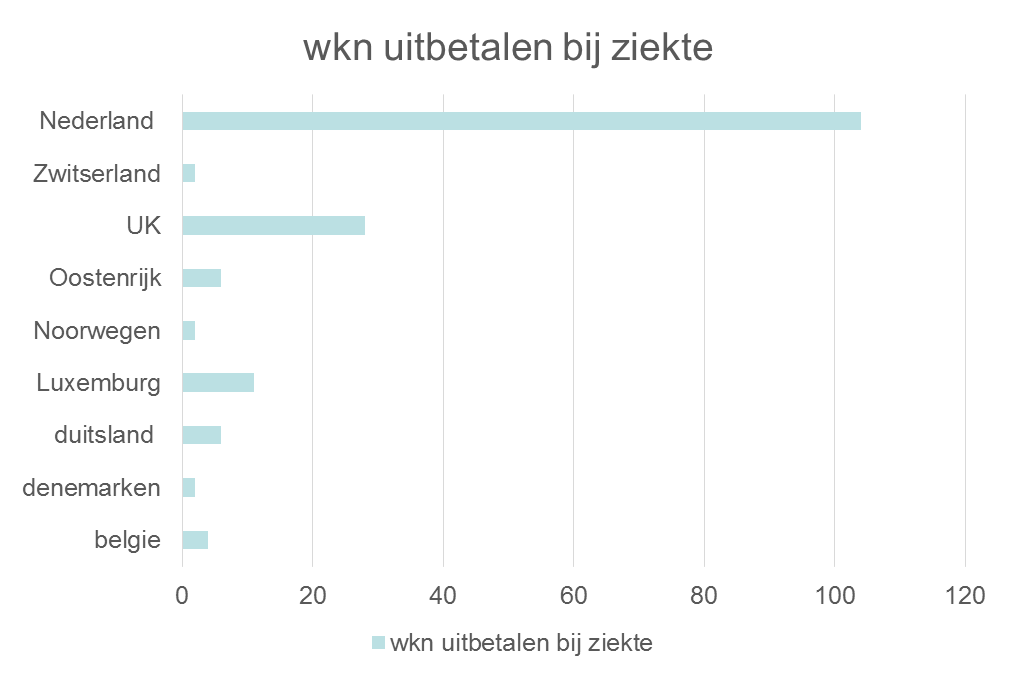 wkn uitbetalen bij ziekte
Nederland
Zwitserland
UK
Oostenrijk
Noorwegen
Luxemburg
duitsland
denemarken
belgie
0 20 40 60 80 100 120
wkn uitbetalen bij ziekte